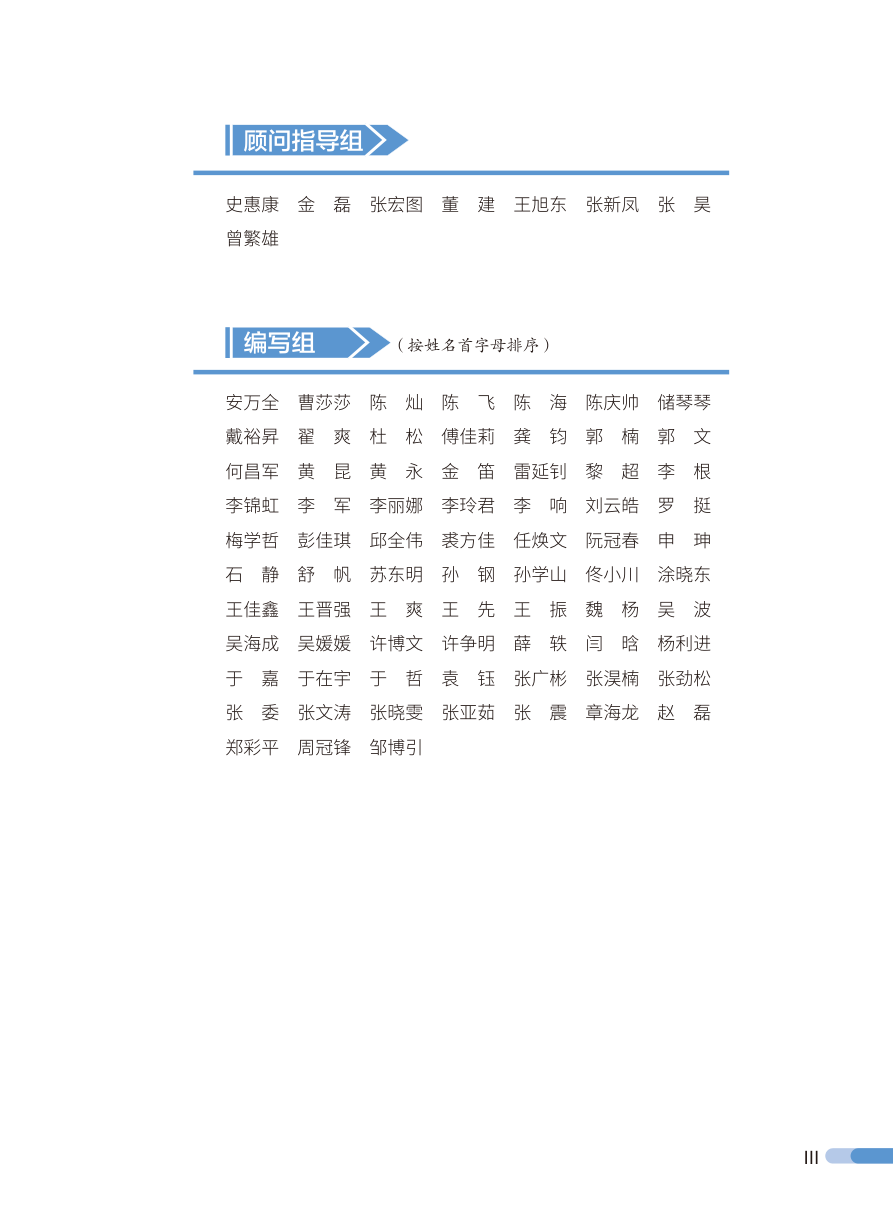 顾问指导组
史惠康　金　磊　张宏图　董　建　王旭东　张新凤　张　昊
曾繁雄
编写组（按姓名首字母排序）
安万全　曹莎莎　陈　灿　陈　飞　陈　海　陈庆帅　储琴琴
戴裕昇　翟　爽　杜　松　傅佳莉　龚　钧　郭　楠　郭　文
何昌军　黄　昆　黄　永　金　笛　雷延钊　黎　超　李　根
李锦虹　李　军　李丽娜　李玲君　李　响　刘云皓　罗　挺
梅学哲　彭佳琪　邱全伟　裘方佳　任焕文　阮冠春　申　珅
石　静　舒　帆　苏东明　孙　钢　孙学山　佟小川　涂晓东
王佳鑫　王晋强　王　爽　王　先　王　振　魏　杨　吴　波
吴海成　吴媛媛　许博文　许争明　薛　轶　闫　晗　杨利进
于　嘉　于在宇　于　哲　袁　钰　张广彬　张淏楠　张劲松
张　委　张文涛　张晓雯　张亚茹　张　震　章海龙　赵　磊
郑彩平　周冠锋　邹博引
III